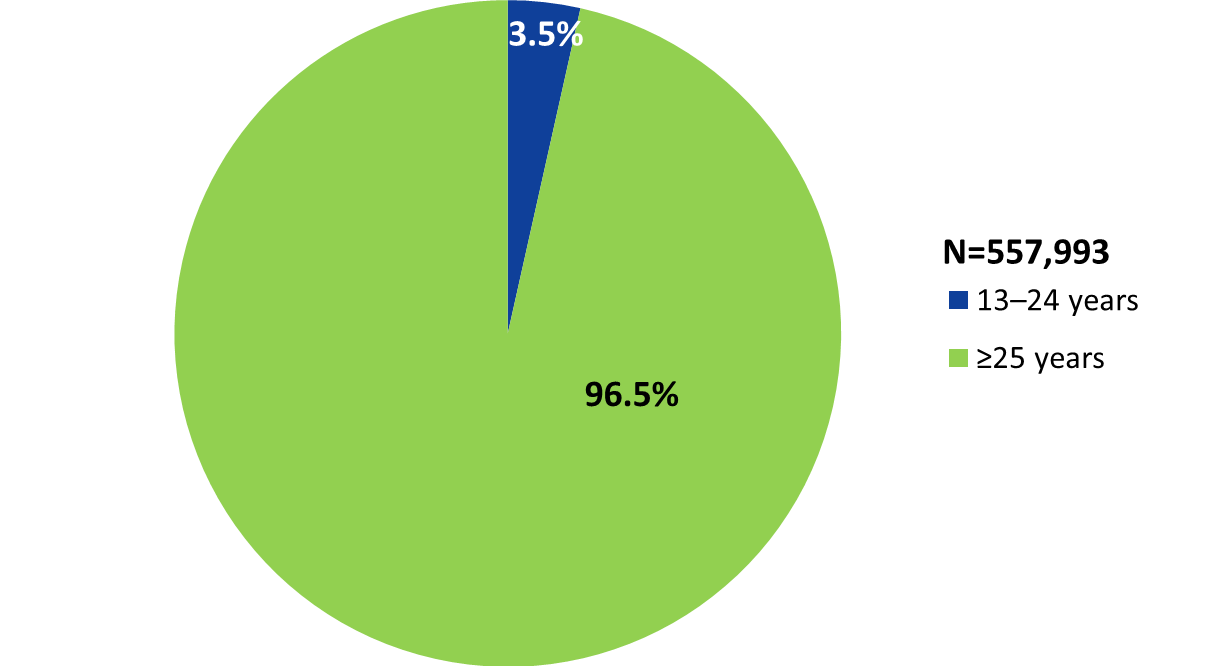 3.5%
96.5%
N=557,993
13–24 years
≥25 years